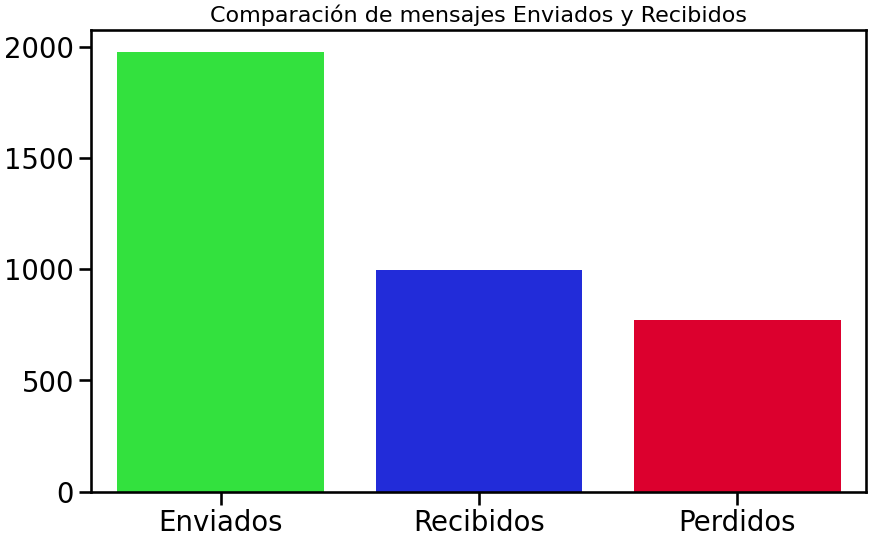 Comparación de mensajes Enviados y Recibidos
2000
1500
1000
500
0
Enviados Recibidos Perdidos